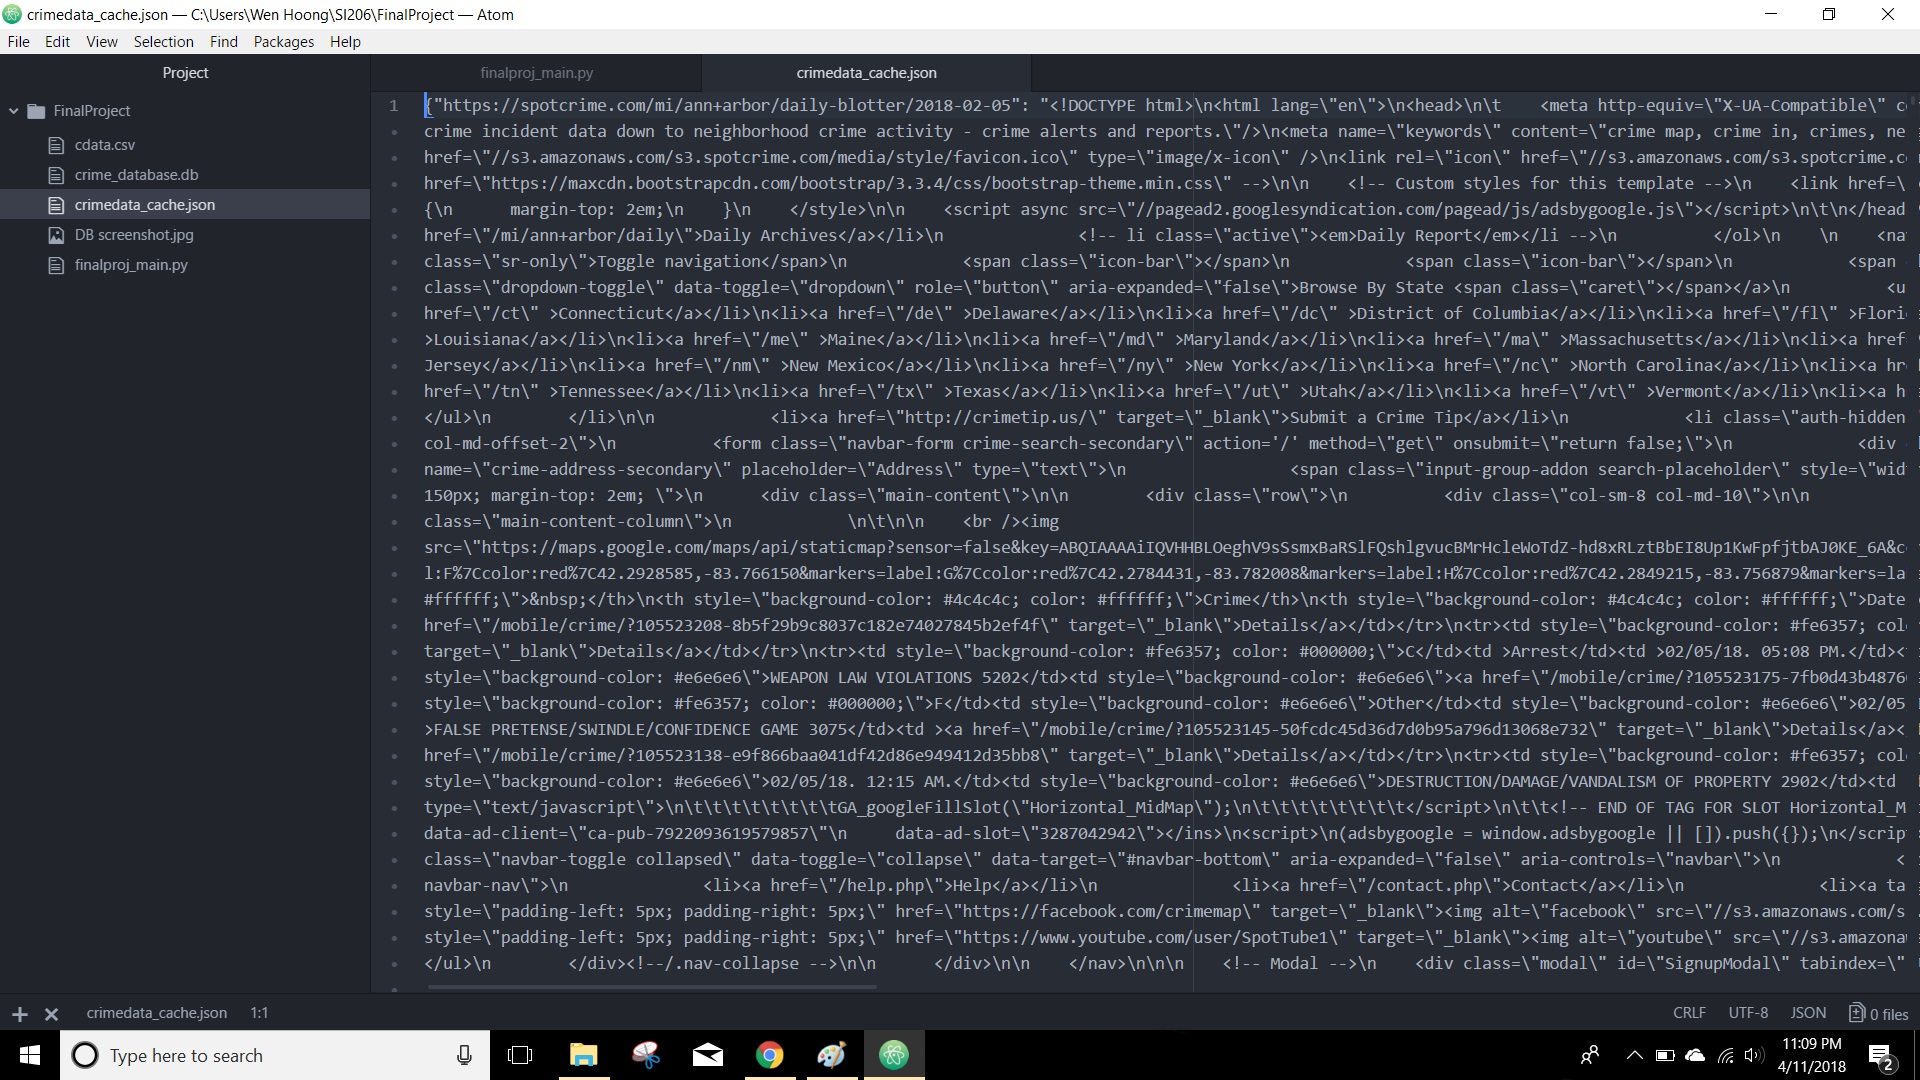 crimedata_cache.json — C:\Users\Wen Hoong\SI206\FinalProject — Atom
File Edit View Selection Find Packages Help
Project
finalproj_main.py
crimedata_cache.json
FinalProject
cdata.csv
crime_database.db
crimedata_cache.json
DB screenshot.jpg
finalproj_main.py
1 {"https://spotcrime.com/mi/ann+arbor/daily-blotter/2018-02-05": "<!DOCTYPE html>\n<html lang=\"en\">\n<head>\n\t    <meta http-equiv=\"X-UA-Compatible\" c
crime incident data down to neighborhood crime activity - crime alerts and reports.\"/>\n<meta name=\"keywords\" content=\"crime map, crime in, crimes, ne
href=\"//s3.amazonaws.com/s3.spotcrime.com/media/style/favicon.ico\" type=\"image/x-icon\" />\n<link rel=\"icon\" href=\"//s3.amazonaws.com/s3.spotcrime.c
href=\"https://maxcdn.bootstrapcdn.com/bootstrap/3.3.4/css/bootstrap-theme.min.css\" -->\n\n    <!-- Custom styles for this template -->\n    <link href=\
{\n      margin-top: 2em;\n    }\n    </style>\n\n    <script async src=\"//pagead2.googlesyndication.com/pagead/js/adsbygoogle.js\"></script>\n\t\n</head
href=\"/mi/ann+arbor/daily\">Daily Archives</a></li>\n              <!-- li class=\"active\"><em>Daily Report</em></li -->\n          </ol>\n    \n    <na
class=\"sr-only\">Toggle navigation</span>\n            <span class=\"icon-bar\"></span>\n            <span class=\"icon-bar\"></span>\n            <span
class=\"dropdown-toggle\" data-toggle=\"dropdown\" role=\"button\" aria-expanded=\"false\">Browse By State <span class=\"caret\"></span></a>\n          <u
href=\"/ct\" >Connecticut</a></li>\n<li><a href=\"/de\" >Delaware</a></li>\n<li><a href=\"/dc\" >District of Columbia</a></li>\n<li><a href=\"/fl\" >Flori
>Louisiana</a></li>\n<li><a href=\"/me\" >Maine</a></li>\n<li><a href=\"/md\" >Maryland</a></li>\n<li><a href=\"/ma\" >Massachusetts</a></li>\n<li><a href
Jersey</a></li>\n<li><a href=\"/nm\" >New Mexico</a></li>\n<li><a href=\"/ny\" >New York</a></li>\n<li><a href=\"/nc\" >North Carolina</a></li>\n<li><a hr
href=\"/tn\" >Tennessee</a></li>\n<li><a href=\"/tx\" >Texas</a></li>\n<li><a href=\"/ut\" >Utah</a></li>\n<li><a href=\"/vt\" >Vermont</a></li>\n<li><a h
</ul>\n        </li>\n\n            <li><a href=\"http://crimetip.us/\" target=\"_blank\">Submit a Crime Tip</a></li>\n            <li class=\"auth-hidden
col-md-offset-2\">\n          <form class=\"navbar-form crime-search-secondary\" action='/' method=\"get\" onsubmit=\"return false;\">\n             <div
name=\"crime-address-secondary\" placeholder=\"Address\" type=\"text\">\n                 <span class=\"input-group-addon search-placeholder\" style=\"wid
150px; margin-top: 2em; \">\n      <div class=\"main-content\">\n\n        <div class=\"row\">\n          <div class=\"col-sm-8 col-md-10\">\n\n
class=\"main-content-column\">\n            \n\t\n\n    <br /><img
src=\"https://maps.google.com/maps/api/staticmap?sensor=false&key=ABQIAAAAiIQVHHBLOeghV9sSsmxBaRSlFQshlgvucBMrHcleWoTdZ-hd8xRLztBbEI8Up1KwFpfjtbAJ0KE_6A&c
l:F%7Ccolor:red%7C42.2928585,-83.766150&markers=label:G%7Ccolor:red%7C42.2784431,-83.782008&markers=label:H%7Ccolor:red%7C42.2849215,-83.756879&markers=la
#ffffff;\">&nbsp;</th>\n<th style=\"background-color: #4c4c4c; color: #ffffff;\">Crime</th>\n<th style=\"background-color: #4c4c4c; color: #ffffff;\">Date
href=\"/mobile/crime/?105523208-8b5f29b9c8037c182e74027845b2ef4f\" target=\"_blank\">Details</a></td></tr>\n<tr><td style=\"background-color: #fe6357; col
target=\"_blank\">Details</a></td></tr>\n<tr><td style=\"background-color: #fe6357; color: #000000;\">C</td><td >Arrest</td><td >02/05/18. 05:08 PM.</td><t
style=\"background-color: #e6e6e6\">WEAPON LAW VIOLATIONS 5202</td><td style=\"background-color: #e6e6e6\"><a href=\"/mobile/crime/?105523175-7fb0d43b4876
style=\"background-color: #fe6357; color: #000000;\">F</td><td style=\"background-color: #e6e6e6\">Other</td><td style=\"background-color: #e6e6e6\">02/05
>FALSE PRETENSE/SWINDLE/CONFIDENCE GAME 3075</td><td ><a href=\"/mobile/crime/?105523145-50fcdc45d36d7d0b95a796d13068e732\" target=\"_blank\">Details</a><
href=\"/mobile/crime/?105523138-e9f866baa041df42d86e949412d35bb8\" target=\"_blank\">Details</a></td></tr>\n<tr><td style=\"background-color: #fe6357; col
style=\"background-color: #e6e6e6\">02/05/18. 12:15 AM.</td><td style=\"background-color: #e6e6e6\">DESTRUCTION/DAMAGE/VANDALISM OF PROPERTY 2902</td><td
type=\"text/javascript\">\n\t\t\t\t\t\t\t\tGA_googleFillSlot(\"Horizontal_MidMap\");\n\t\t\t\t\t\t\t</script>\n\t\t<!-- END OF TAG FOR SLOT Horizontal_M
data-ad-client=\"ca-pub-7922093619579857\"\n     data-ad-slot=\"3287042942\"></ins>\n<script>\n(adsbygoogle = window.adsbygoogle || []).push({});\n</scrip
class=\"navbar-toggle collapsed\" data-toggle=\"collapse\" data-target=\"#navbar-bottom\" aria-expanded=\"false\" aria-controls=\"navbar\">\n            <
navbar-nav\">\n              <li><a href=\"/help.php\">Help</a></li>\n              <li><a href=\"/contact.php\">Contact</a></li>\n              <li><a ta
style=\"padding-left: 5px; padding-right: 5px;\" href=\"https://facebook.com/crimemap\" target=\"_blank\"><img alt=\"facebook\" src=\"//s3.amazonaws.com/s
style=\"padding-left: 5px; padding-right: 5px;\" href=\"https://www.youtube.com/user/SpotTube1\" target=\"_blank\"><img alt=\"youtube\" src=\"//s3.amazona
</ul>\n        </div><!--/.nav-collapse -->\n\n      </div>\n\n    </nav>\n\n\n    <!-- Modal -->\n    <div class=\"modal\" id=\"SignupModal\" tabindex=\"
crimedata_cache.json 1:1
CRLF UTF-8 JSON 0 files
Type here to search
11:09 PM
4/11/2018
2